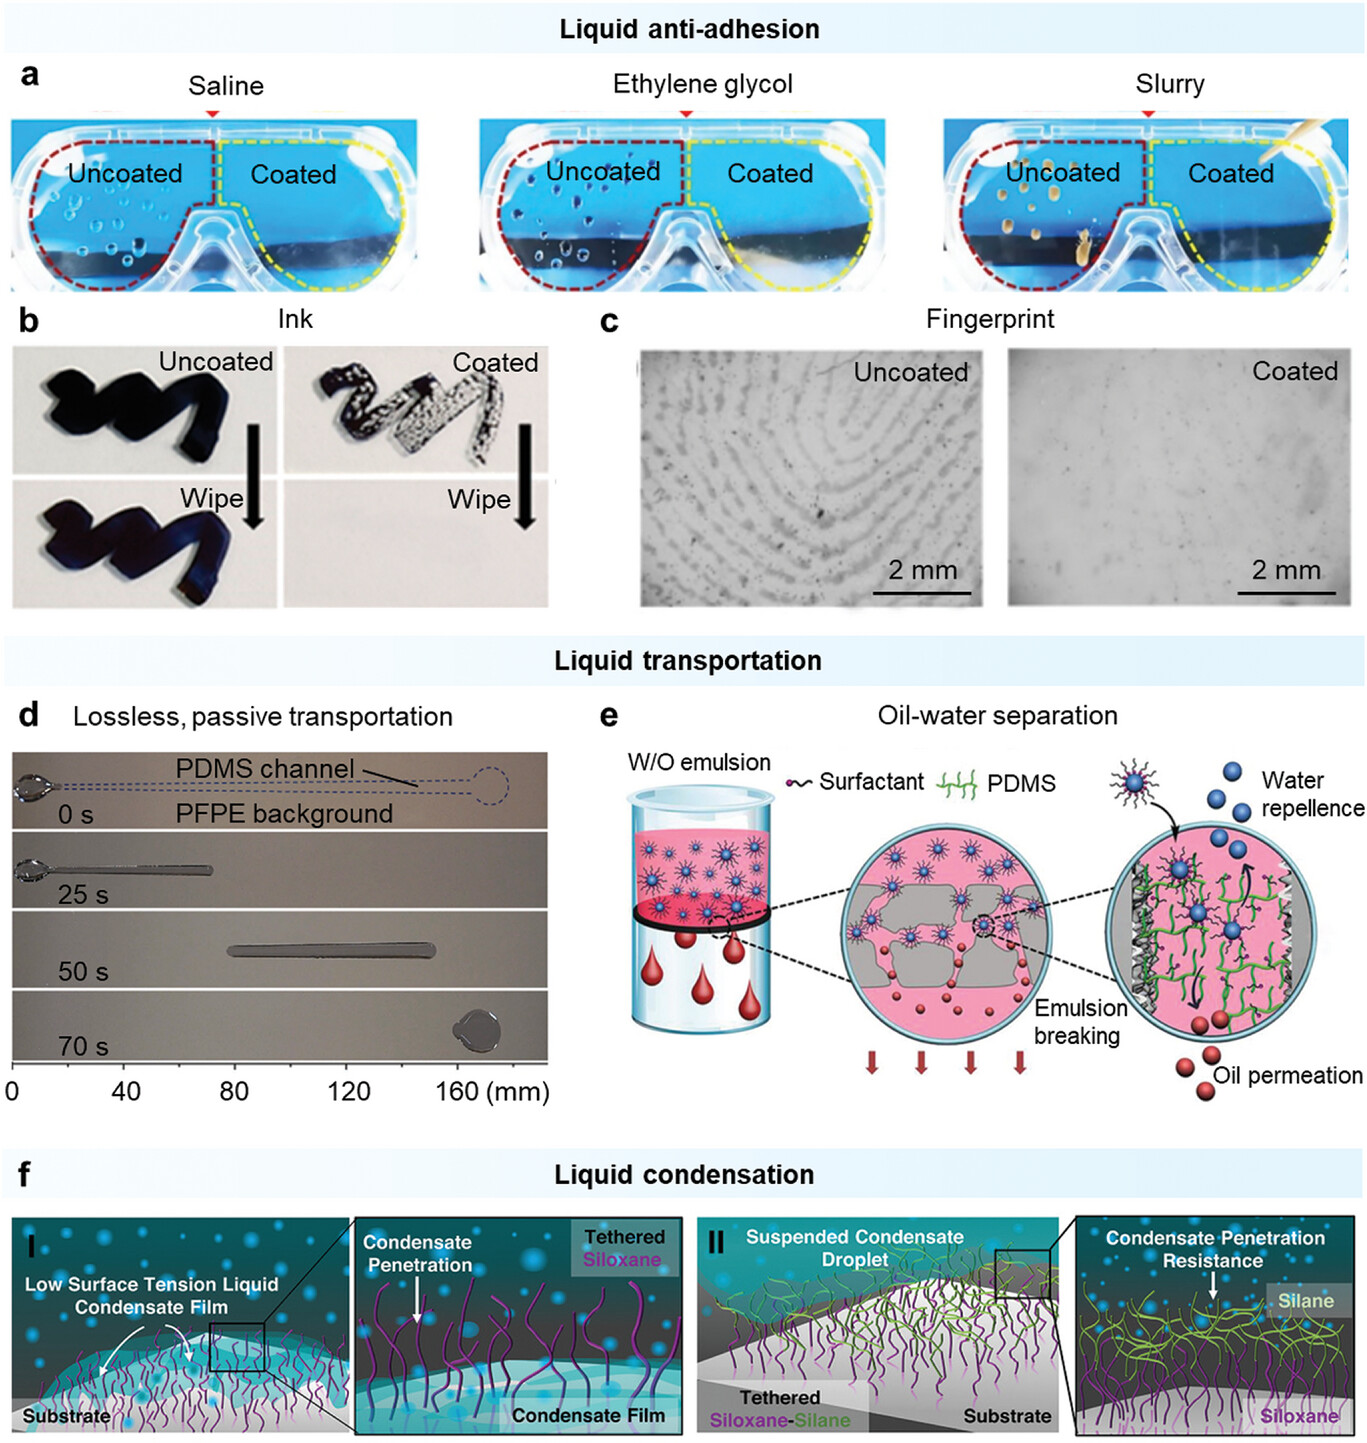 Liquid anti-adhesion
a
Saline
Ethylene glycol
Slurry
Uncoated
Coated
Uncoated
Coated
Uncoated
Coated
b
Ink
Uncoated
Coated
Wipe
Wipe
c
Fingerprint
Uncoated
2 mm
Coated
2 mm
Liquid transportation
d
Lossless, passive transportation
PDMS channel
PFPE background
0 s
25 s
50 s
70 s
0 40 80 120 160 (mm)
e
Oil-water separation
W/O emulsion
Surfactant
PDMS
Water
repellence
Emulsion
breaking
Oil permeation
f
Liquid condensation
I
Low Surface Tension Liquid
Condensate Film
Substrate
Condensate
Penetration
Tethered
Siloxane
Condensate Film
II
Suspended Condensate
Droplet
Tethered
Siloxane-Silane
Substrate
Condensate Penetration
Resistance
Silane
Siloxane